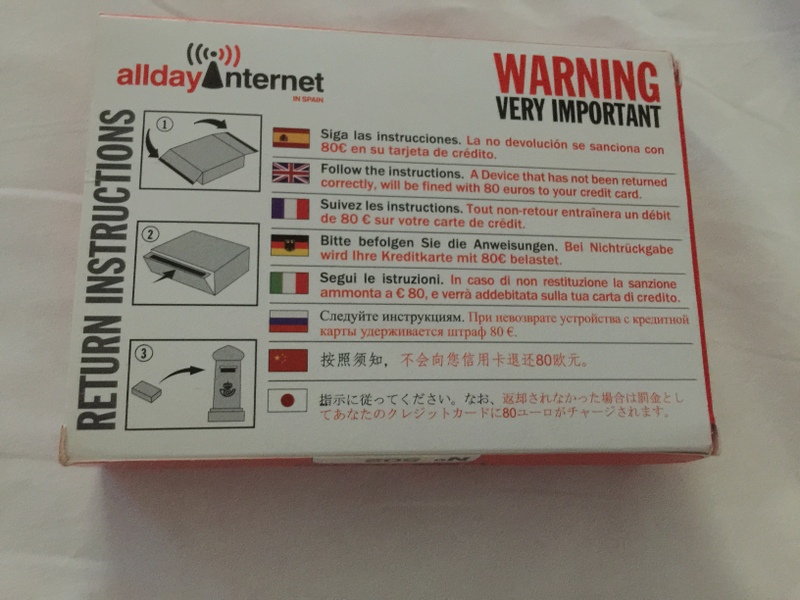 allday internet
IN SPAIN
WARNING
VERY IMPORTANT
RETURN INSTRUCTIONS
1
2
3
Siga las instrucciones. La no devolución se sanciona con
80€ en su tarjeta de crédito.
Follow the instructions. A Device that has not been returned
correctly, will be fined with 80 euros to your credit card.
Suivez les instructions. Tout non-retour entraînera un débit
de 80 € sur votre carte de crédit.
Bitte befolgen Sie die Anweisungen. Bei Nichtrückgabe
wird Ihre Kreditkarte mit 80€ belastet.
Segui le istruzioni. In caso di non restituzione la sanzione
ammonta a € 80, e verrà addebitata sulla tua carta di credito.
Следуйте инструкциям. При невозврате устройства с кредитной
карты удерживается штраф 80 €.
按照须知，不会向您信用卡退还80欧元。
指示に従ってください。なお、返却されなかった場合は罰金とし
てあなたのクレジットカードに80ユーロがチャージされます。